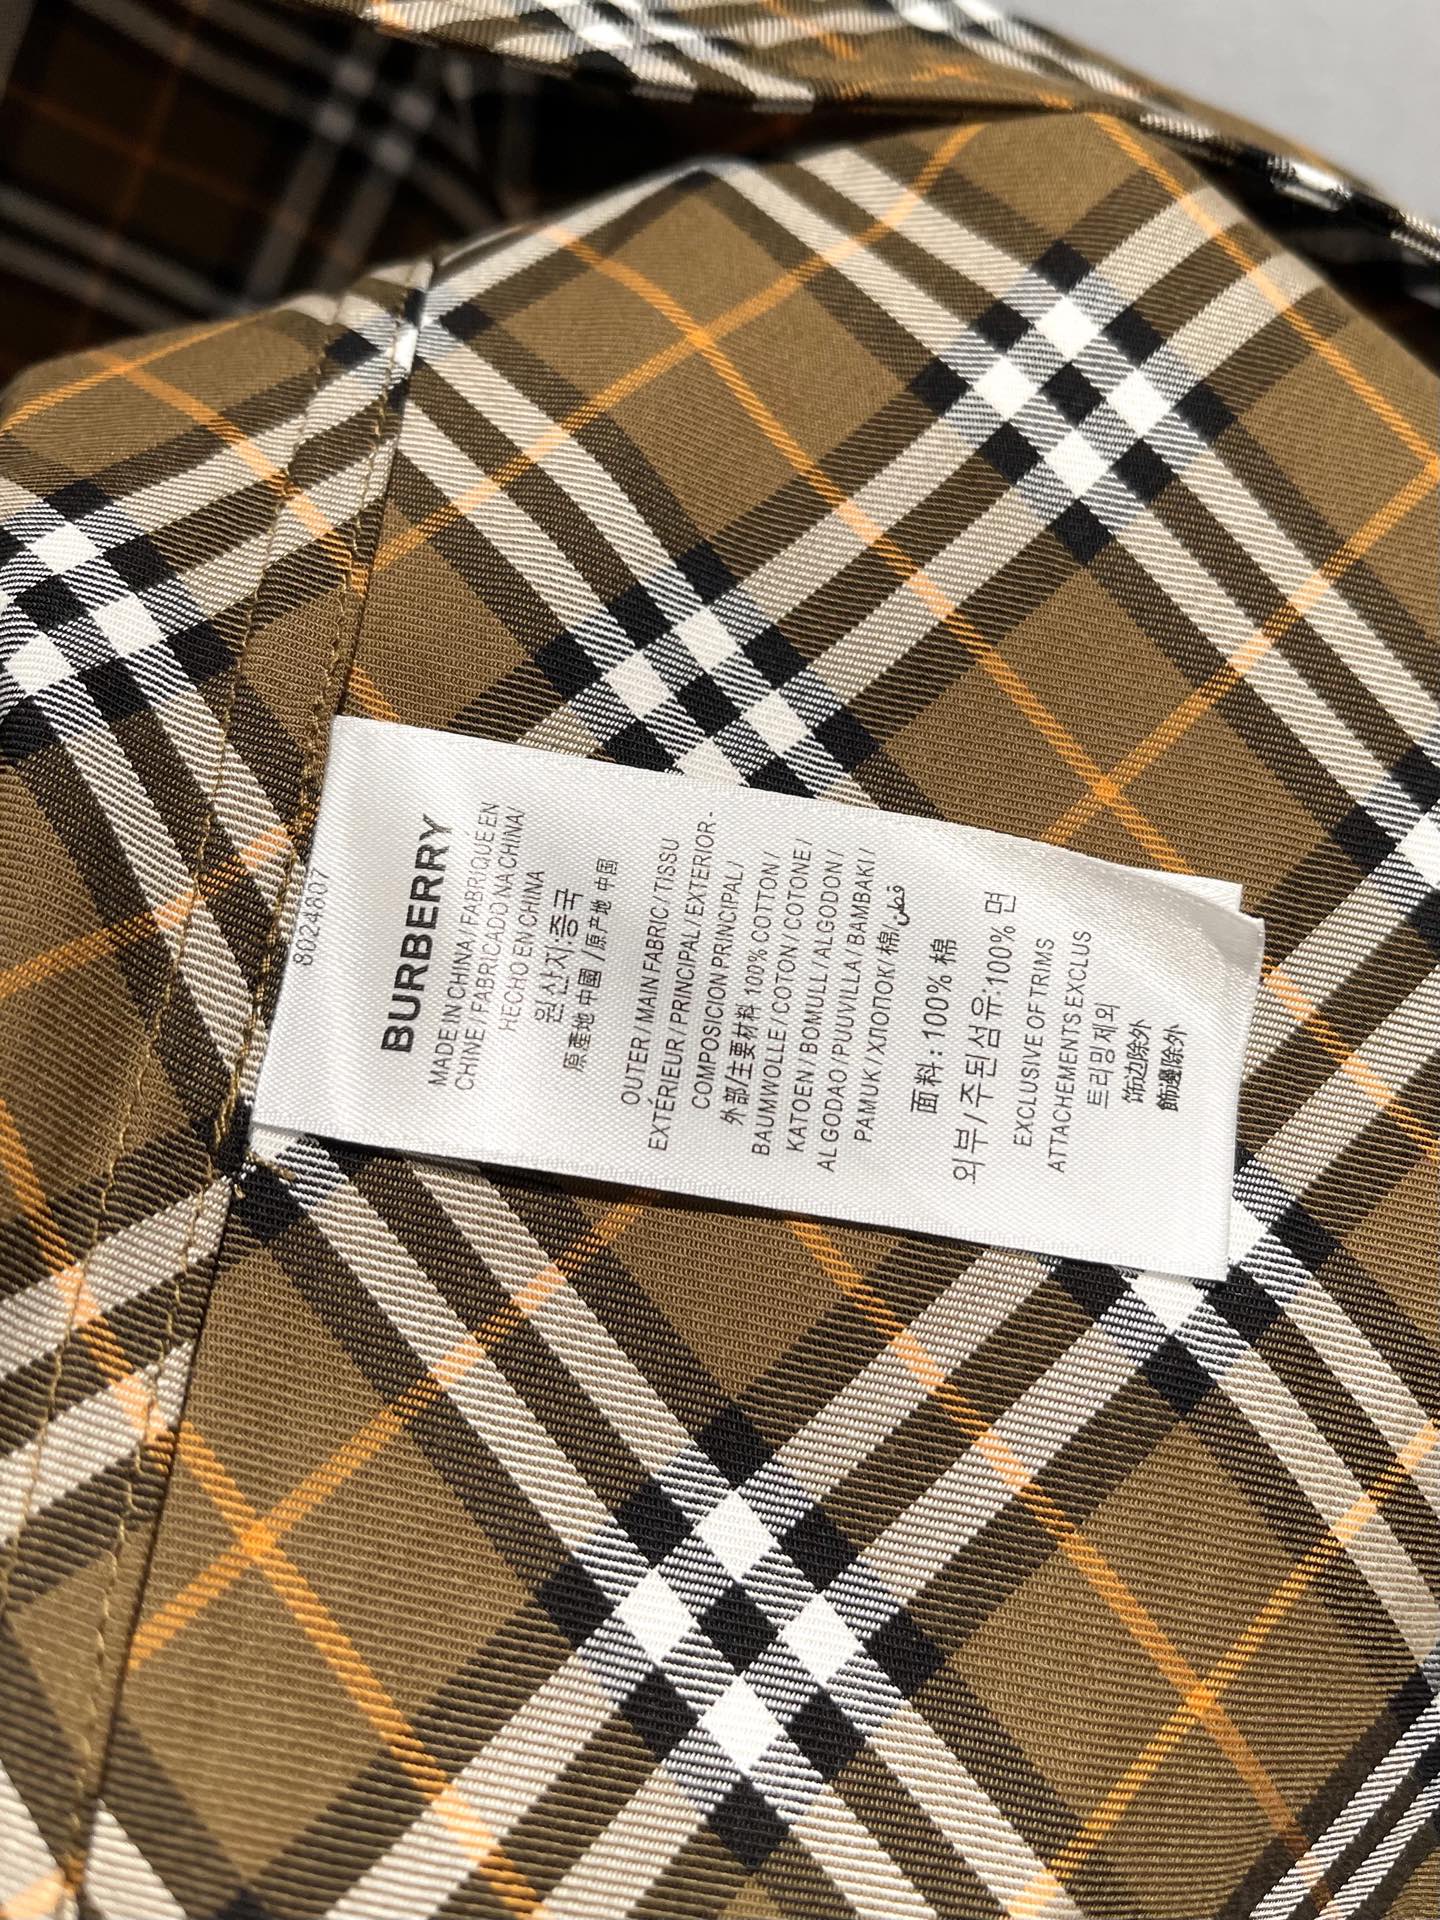 8024807
BURBERRY
MADE IN CHINA / FABRIQUE EN
CHINE / FABRICADO NA CHINA/
HECHO EN CHINA
원산지:중국
原產地 中國 / 原产地 中国
OUTER / MAIN FABRIC / TISSU
EXTÉRIEUR / PRINCIPAL / EXTERIOR-
COMPOSICION PRINCIPAL /
外部/主要材料 100% COTTON /
BAUMWOLLE / COTON / COTONE /
KATOEN / BOMULL / ALGODON /
ALGODAO / PUUVILLA / BAMBAKI /
PAMUK / ХЛОПОК / 棉 / قطن
面料 : 100% 棉
외부 / 주된섬유 :100% 면
EXCLUSIVE OF TRIMS
ATTACHEMENTS EXCLUS
트리밍제외
饰边除外
飾邊除外